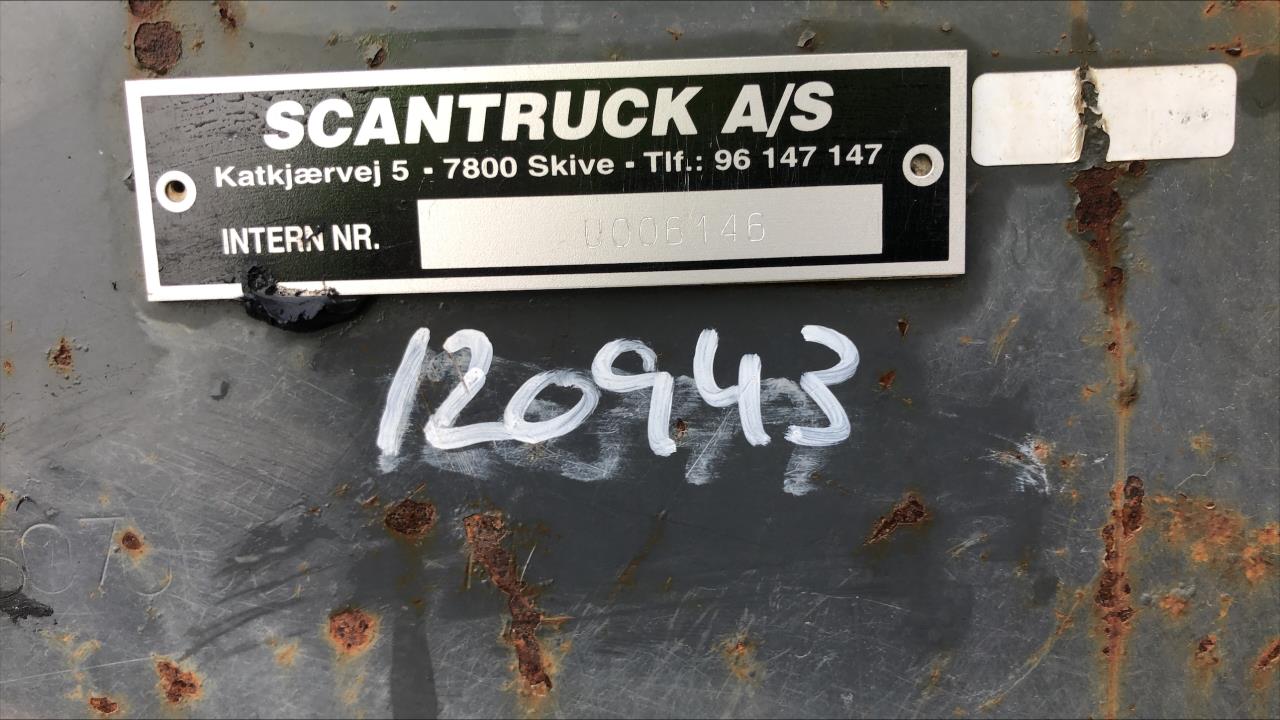 SCANTRUCK A/S
Katkjærvej 5 - 7800 Skive - Tlf.: 96 147 147
INTERN NR. U006146
120943